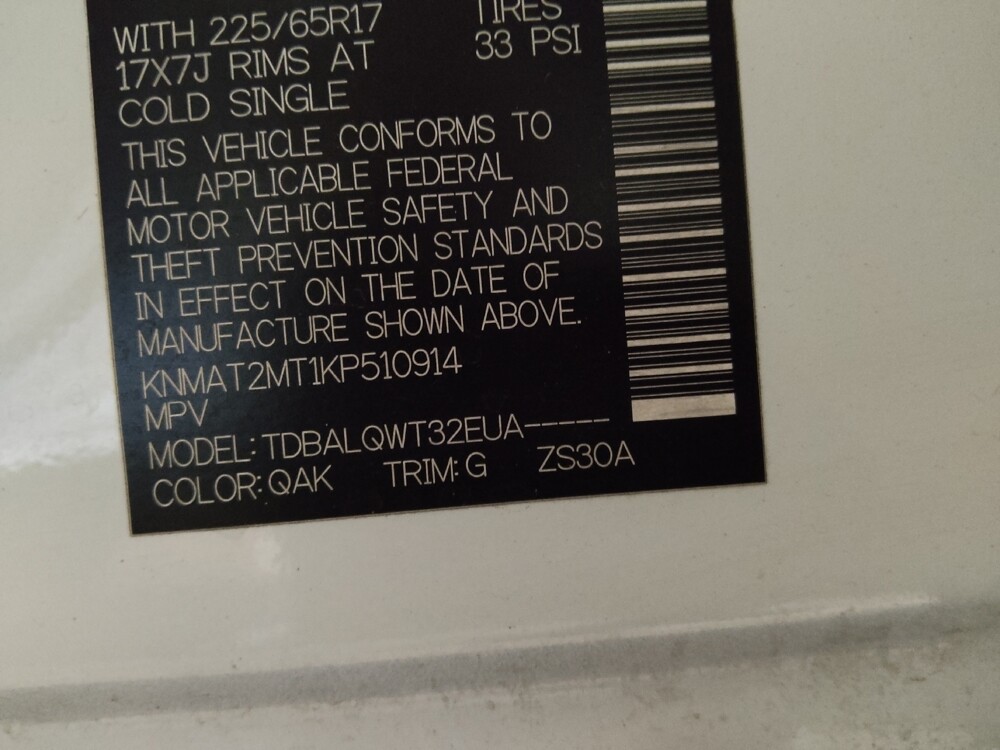 WITH 225/65R17 TIRES
17X7J RIMS AT 33 PSI
COLD SINGLE
THIS VEHICLE CONFORMS TO
ALL APPLICABLE FEDERAL
MOTOR VEHICLE SAFETY AND
THEFT PREVENTION STANDARDS
IN EFFECT ON THE DATE OF
MANUFACTURE SHOWN ABOVE.
KNMAT2MT1KP510914
MPV
MODEL:TDBALQWT32EUA-----
COLOR:QAK TRIM:G ZS30A